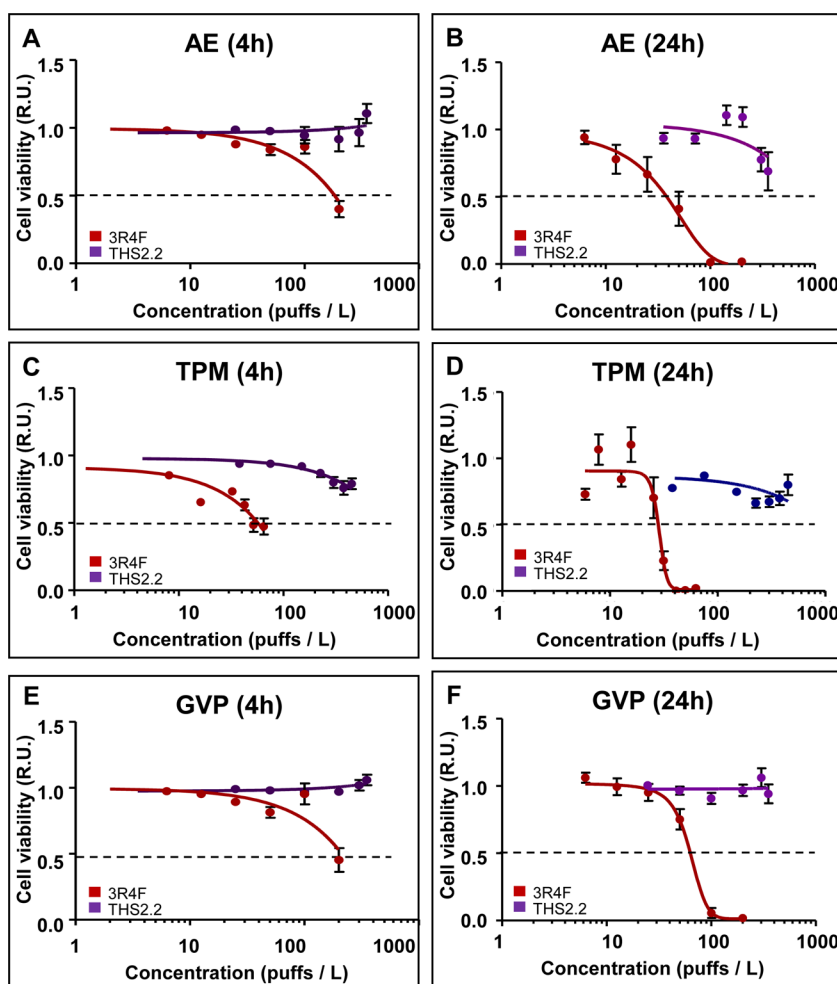 A
AE (4h)
Cell viability (R.U.)
1.5
1.0
0.5
0.0
3R4F
THS2.2
1
10
100
1000
Concentration (puffs / L)
B
AE (24h)
Cell viability (R.U.)
1.5
1.0
0.5
0.0
3R4F
THS2.2
1
10
100
1000
Concentration (puffs / L)
C
TPM (4h)
Cell viability (R.U.)
1.5
1.0
0.5
0.0
3R4F
THS2.2
1
10
100
1000
Concentration (puffs / L)
D
TPM (24h)
Cell viability (R.U.)
1.5
1.0
0.5
0.0
3R4F
THS2.2
1
10
100
1000
Concentration (puffs / L)
E
GVP (4h)
Cell viability (R.U.)
1.5
1.0
0.5
0.0
3R4F
THS2.2
1
10
100
1000
Concentration (puffs / L)
F
GVP (24h)
Cell viability (R.U.)
1.5
1.0
0.5
0.0
3R4F
THS2.2
1
10
100
1000
Concentration (puffs / L)